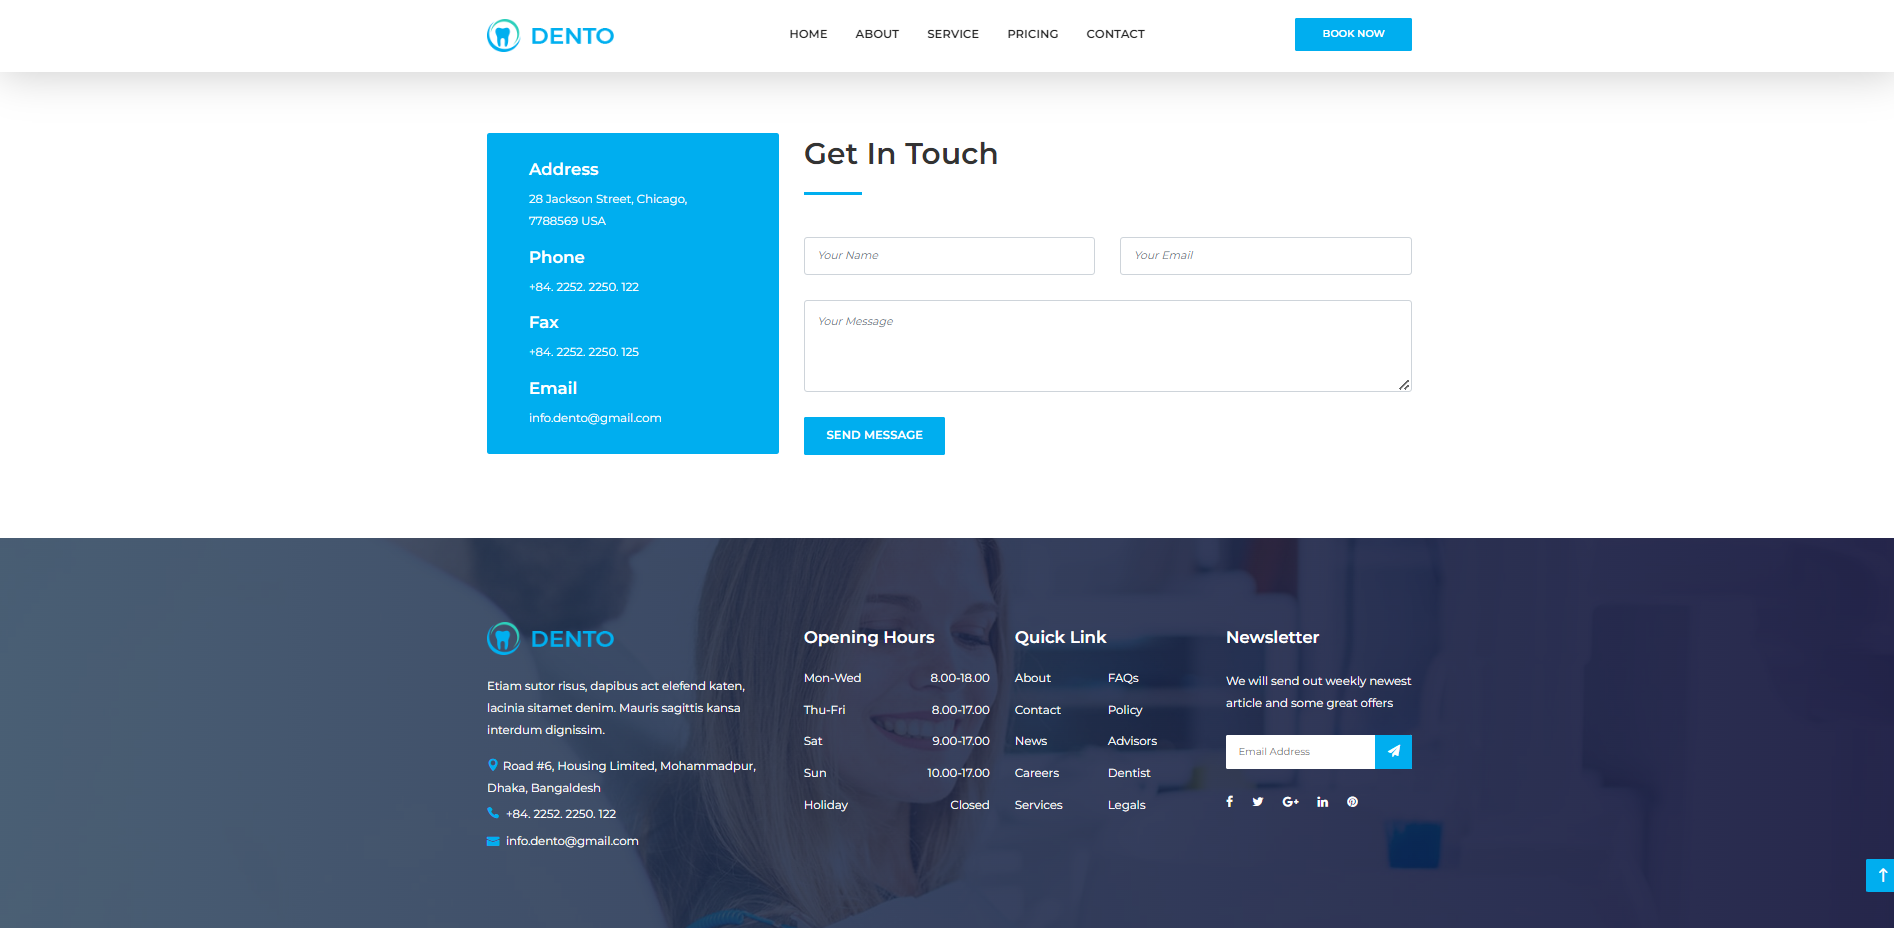 DENTO
HOME ABOUT SERVICE PRICING CONTACT
BOOK NOW
Address
28 Jackson Street, Chicago,
7788569 USA
Phone
+84. 2252. 2250. 122
Fax
+84. 2252. 2250. 125
Email
info.dento@gmail.com
Get In Touch
Your Name
Your Email
Your Message
SEND MESSAGE
DENTO
Etiam sutor risus, dapibus act elefend katen,
lacinia sitamet denim. Mauris sagittis kansa
interdum dignissim.
Road #6, Housing Limited, Mohammadpur,
Dhaka, Bangaldesh
+84. 2252. 2250. 122
info.dento@gmail.com
Opening Hours
Mon-Wed 8.00-18.00
Thu-Fri 8.00-17.00
Sat 9.00-17.00
Sun 10.00-17.00
Holiday Closed
Quick Link
About FAQs
Contact Policy
News Advisors
Careers Dentist
Services Legals
Newsletter
We will send out weekly newest
article and some great offers
Email Address